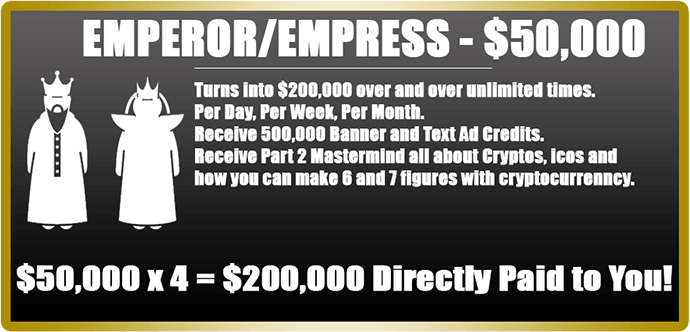 EMPEROR/EMPRESS - $50,000
Turns into $200,000 over and over unlimited times.
Per Day, Per Week, Per Month.
Receive 500,000 Banner and Text Ad Credits.
Receive Part 2 Mastermind all about Cryptos, icos and
how you can make 6 and 7 figures with cryptocurrenncy.
$50,000 x 4 = $200,000 Directly Paid to You!